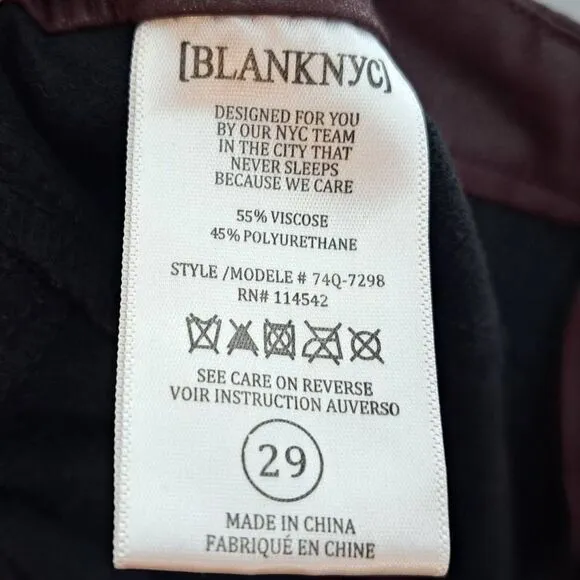 [BLANKNYC]
DESIGNED FOR YOU
BY OUR NYC TEAM
IN THE CITY THAT
NEVER SLEEPS
BECAUSE WE CARE
55% VISCOSE
45% POLYURETHANE
STYLE /MODELE # 74Q-7298
RN# 114542
SEE CARE ON REVERSE
VOIR INSTRUCTION AUVERSO
29
MADE IN CHINA
FABRIQUÉ EN CHINE